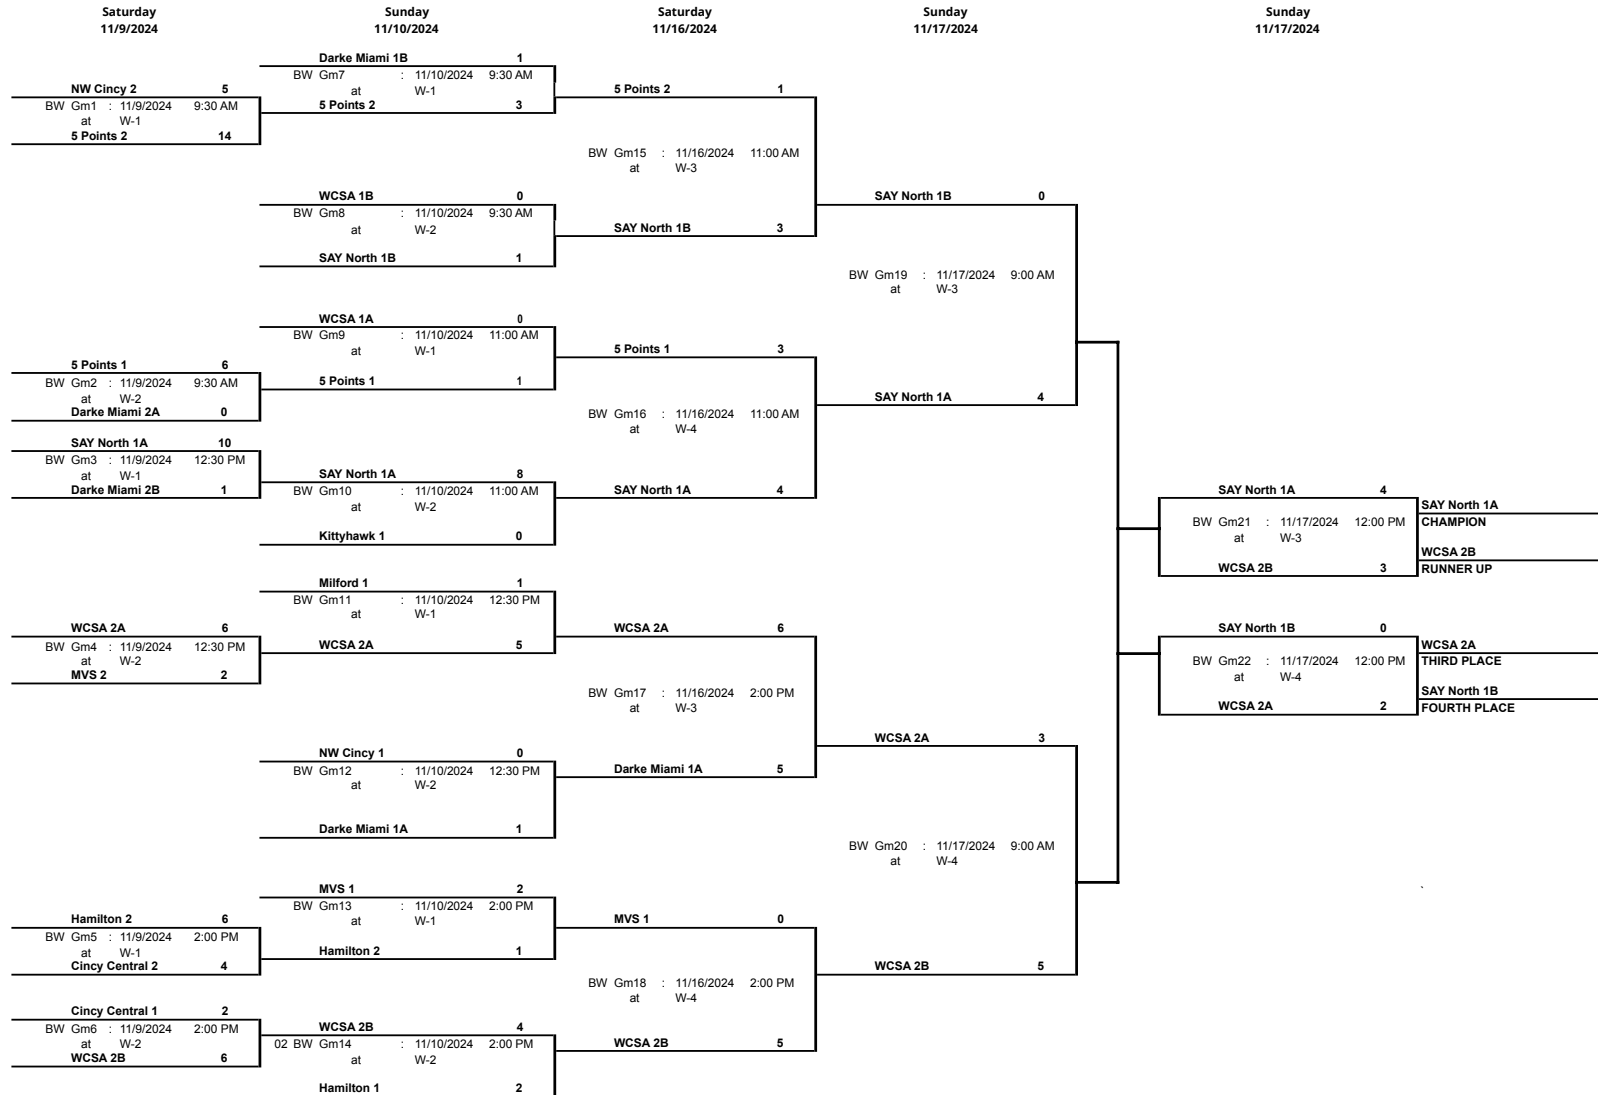 Saturday
11/9/2024
Sunday
11/10/2024
Saturday
11/16/2024
Sunday
11/17/2024
Sunday
11/17/2024
NW Cincy 2 5
BW Gm1 : 11/9/2024 9:30 AM
at W-1
5 Points 2 14
5 Points 1 6
BW Gm2 : 11/9/2024 9:30 AM
at W-2
Darke Miami 2A 0
SAY North 1A 10
BW Gm3 : 11/9/2024 12:30 PM
at W-1
Darke Miami 2B 1
WCSA 2A 6
BW Gm4 : 11/9/2024 12:30 PM
at W-2
MVS 2 2
Hamilton 2 6
BW Gm5 : 11/9/2024 2:00 PM
at W-1
Cincy Central 2 4
Cincy Central 1 2
BW Gm6 : 11/9/2024 2:00 PM
at W-2
WCSA 2B 6
Darke Miami 1B 1
BW Gm7 : 11/10/2024 9:30 AM
at W-1
5 Points 2 3
WCSA 1B 0
BW Gm8 : 11/10/2024 9:30 AM
at W-2
SAY North 1B 1
WCSA 1A 0
BW Gm9 : 11/10/2024 11:00 AM
at W-1
5 Points 1 1
SAY North 1A 8
BW Gm10 : 11/10/2024 11:00 AM
at W-2
Kittyhawk 1 0
Milford 1 1
BW Gm11 : 11/10/2024 12:30 PM
at W-1
WCSA 2A 5
NW Cincy 1 0
BW Gm12 : 11/10/2024 12:30 PM
at W-2
Darke Miami 1A 1
MVS 1 2
BW Gm13 : 11/10/2024 2:00 PM
at W-1
Hamilton 2 1
WCSA 2B 4
02 BW Gm14 : 11/10/2024 2:00 PM
at W-2
Hamilton 1 2
5 Points 2 1
BW Gm15 : 11/16/2024 11:00 AM
at W-3
SAY North 1B 3
5 Points 1 3
BW Gm16 : 11/16/2024 11:00 AM
at W-4
SAY North 1A 4
WCSA 2A 6
BW Gm17 : 11/16/2024 2:00 PM
at W-3
Darke Miami 1A 5
MVS 1 0
BW Gm18 : 11/16/2024 2:00 PM
at W-4
WCSA 2B 5
SAY North 1B 0
BW Gm19 : 11/17/2024 9:00 AM
at W-3
SAY North 1A 4
WCSA 2A 3
BW Gm20 : 11/17/2024 9:00 AM
at W-4
WCSA 2B 5
SAY North 1A 4
BW Gm21 : 11/17/2024 12:00 PM
at W-3
WCSA 2B 3
SAY North 1A
CHAMPION
WCSA 2B
RUNNER UP
SAY North 1B 0
BW Gm22 : 11/17/2024 12:00 PM
at W-4
WCSA 2A 2
WCSA 2A
THIRD PLACE
SAY North 1B
FOURTH PLACE
`